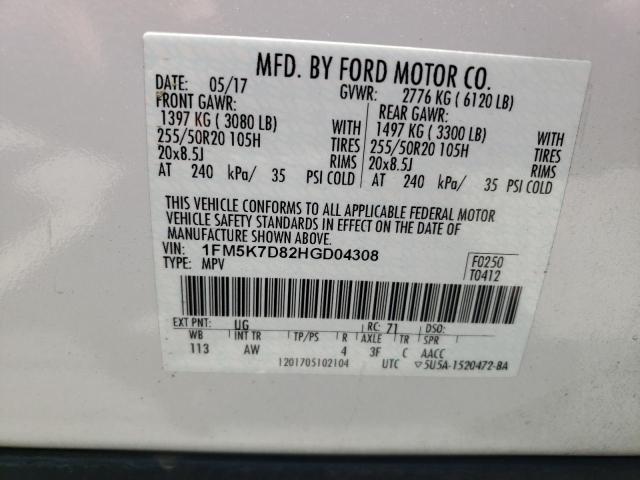 MFD. BY FORD MOTOR CO.
DATE: 05/17 GVWR: 2776 KG ( 6120 LB)
FRONT GAWR: REAR GAWR:
1397 KG ( 3080 LB) WITH 1497 KG ( 3300 LB) WITH
255/50R20 105H TIRES 255/50R20 105H TIRES
20x8.5J RIMS 20x8.5J RIMS
AT 240 kPa/ 35 PSI COLD AT 240 kPa/ 35 PSI COLD
THIS VEHICLE CONFORMS TO ALL APPLICABLE FEDERAL MOTOR
VEHICLE SAFETY STANDARDS IN EFFECT ON THE DATE OF
MANUFACTURE SHOWN ABOVE.
VIN: 1FM5K7D82HGD04308 F0250
TYPE: MPV T0412
EXT PNT: UG RC: 71 DSO:
WB INT TR TP/PS R AXLE TR SPR
113 AW 4 3F C AACC
1201705102104 UTC ▽5U5A-1520472-BA